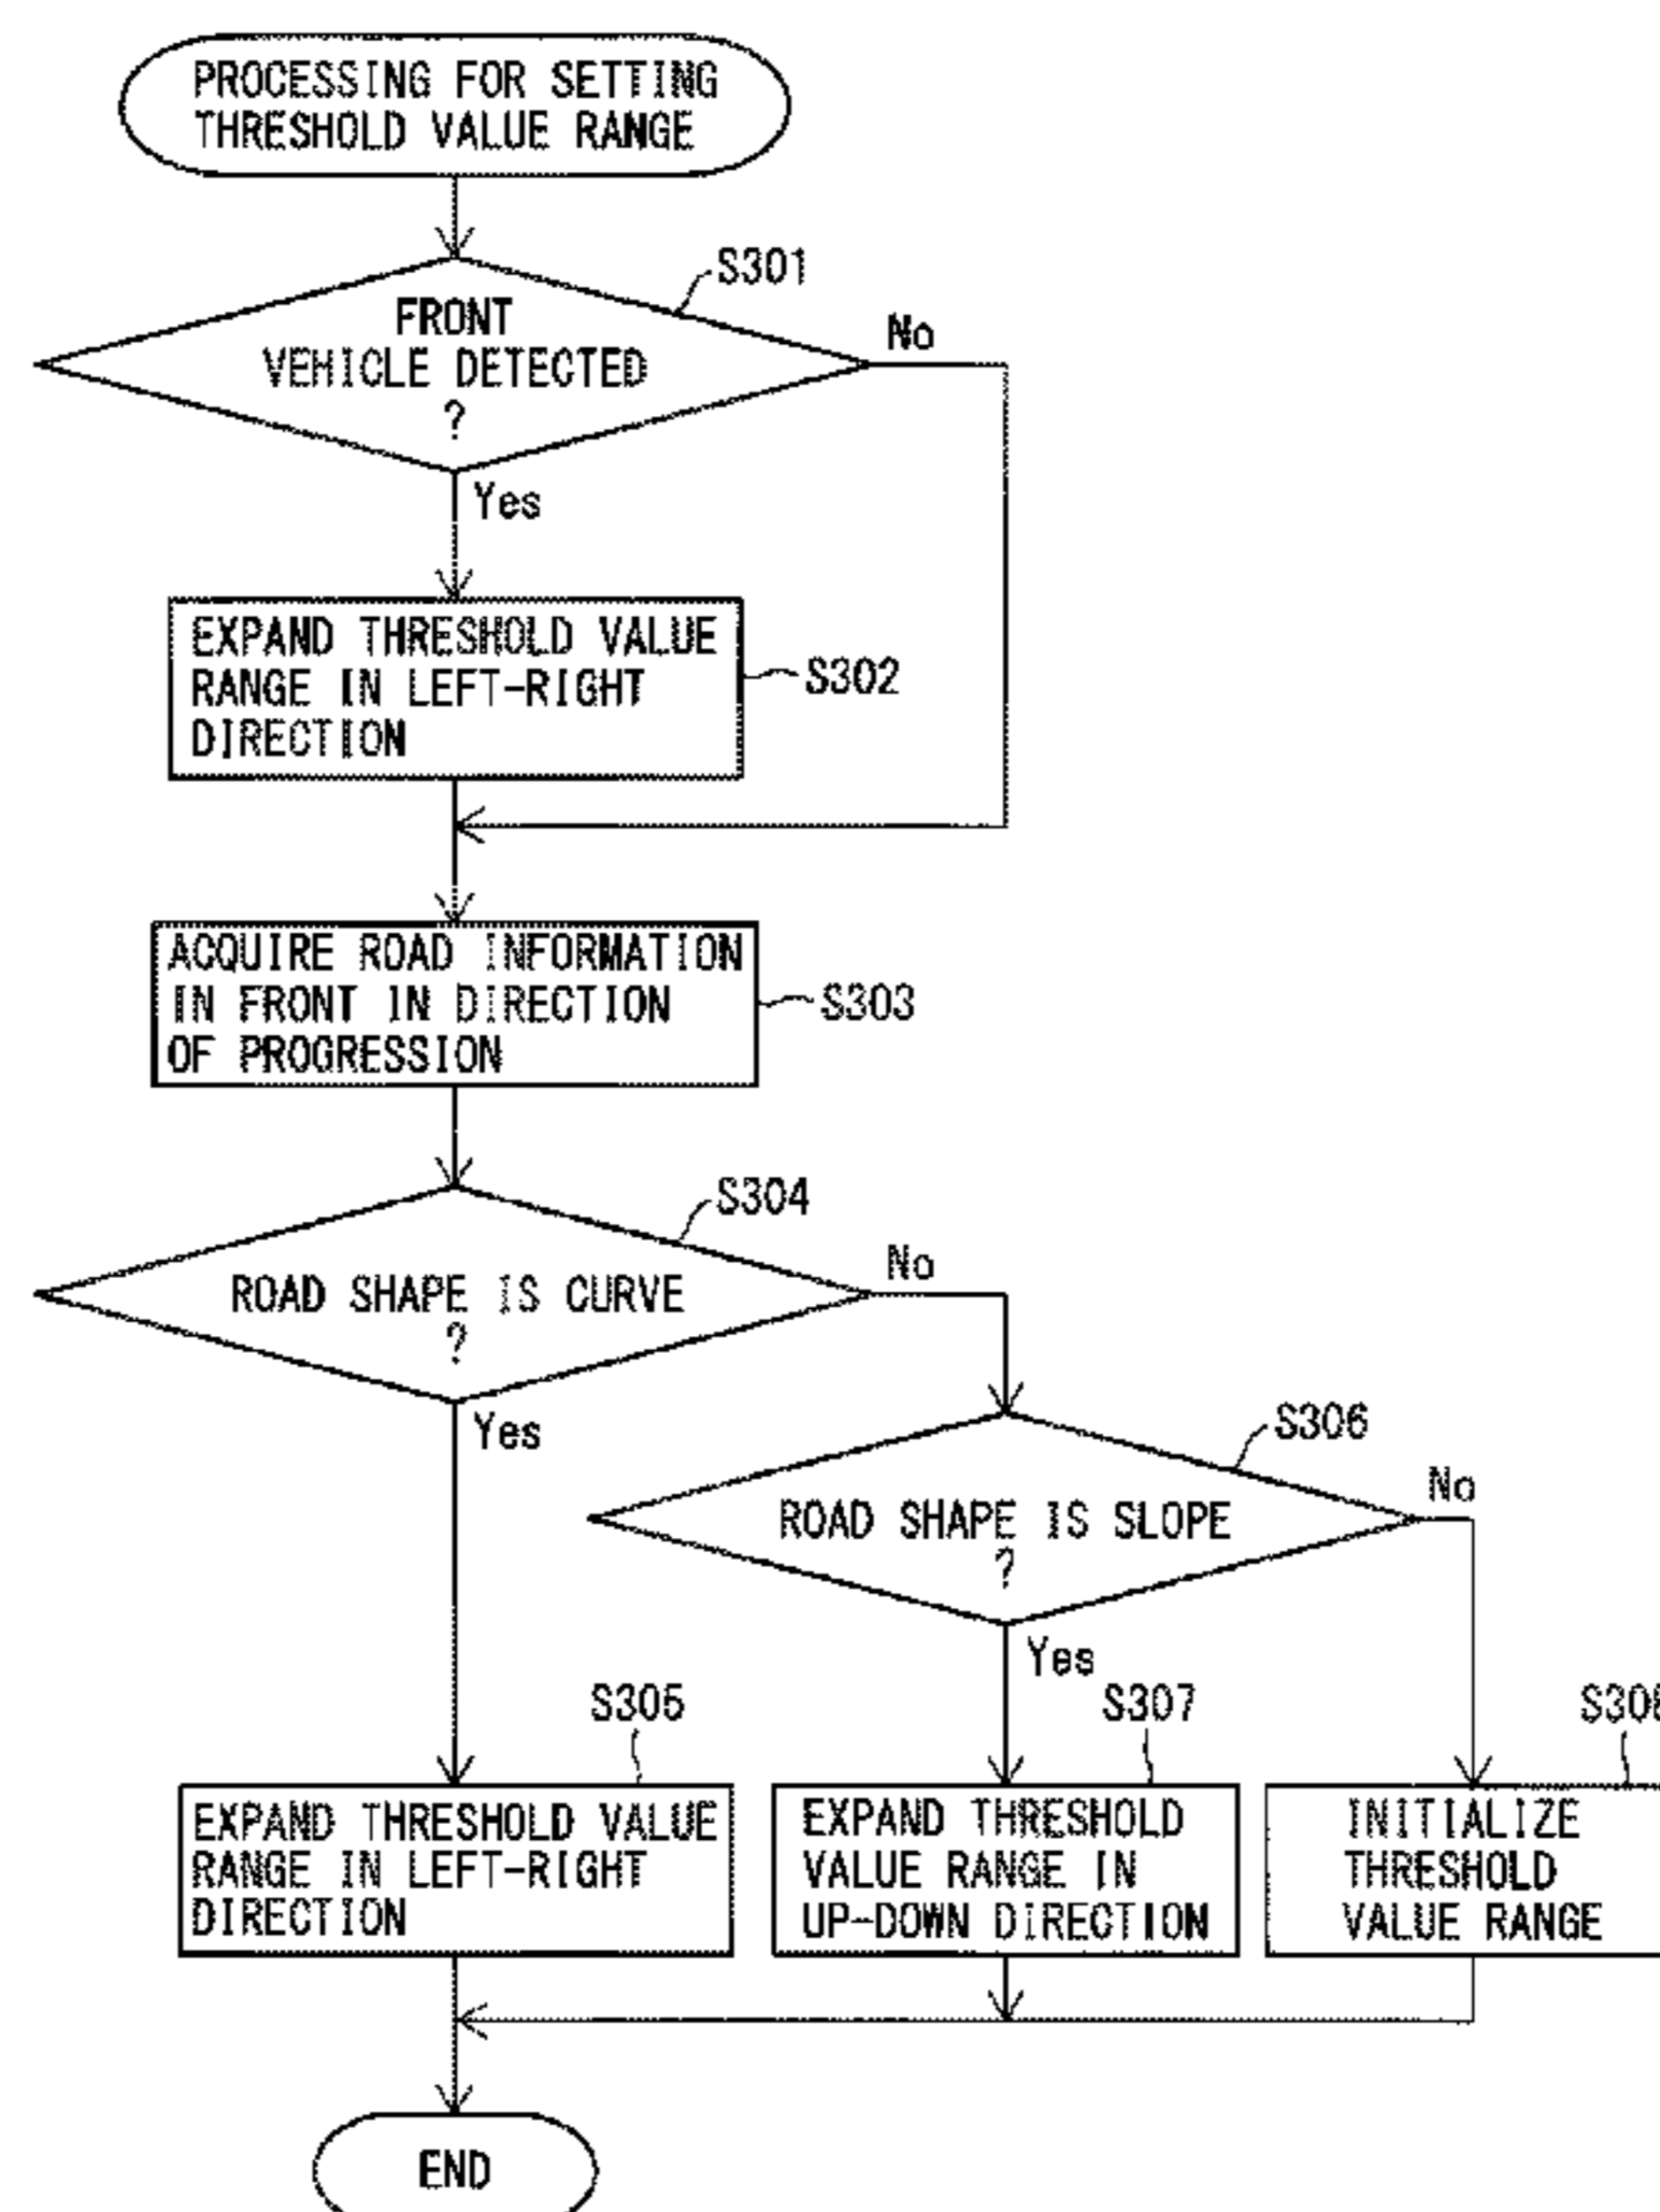 PROCESSING FOR SETTING
THRESHOLD VALUE RANGE
S301
FRONT
VEHICLE DETECTED
?
No
Yes
EXPAND THRESHOLD VALUE
RANGE IN LEFT-RIGHT
DIRECTION
S302
ACQUIRE ROAD INFORMATION
IN FRONT IN DIRECTION
OF PROGRESSION
S303
S304
ROAD SHAPE IS CURVE
?
No
Yes
S306
ROAD SHAPE IS SLOPE
?
No
Yes
S305
EXPAND THRESHOLD VALUE
RANGE IN LEFT-RIGHT
DIRECTION
S307
EXPAND THRESHOLD
VALUE RANGE IN
UP-DOWN DIRECTION
S308
INITIALIZE
THRESHOLD
VALUE RANGE
END